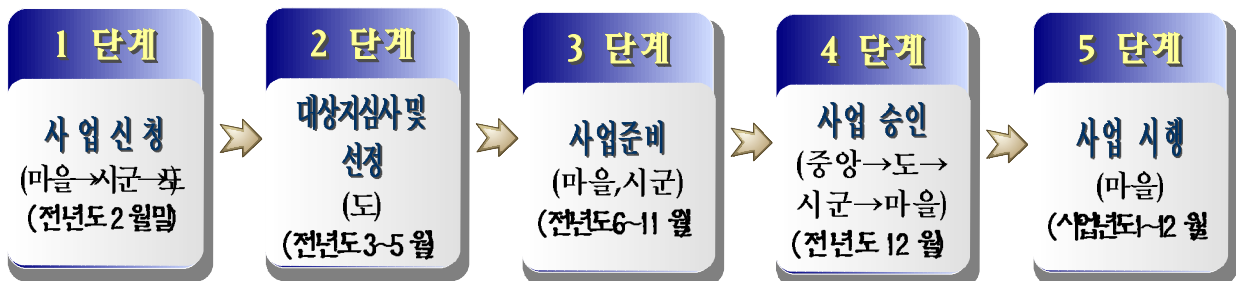 1 단계
사 업 신 청
(마을→시군→도)
(전년도 2 월말)
2 단계
대상지심사 및
선정
(도)
(전년도3~5 월)
3 단계
사업준비
(마을,시군)
(전년도6~11 월)
4 단계
사업 승인
(중앙→도→
시군→마을)
(전년도 12 월)
5 단계
사업 시행
(마을)
(사업년도1~12 월)